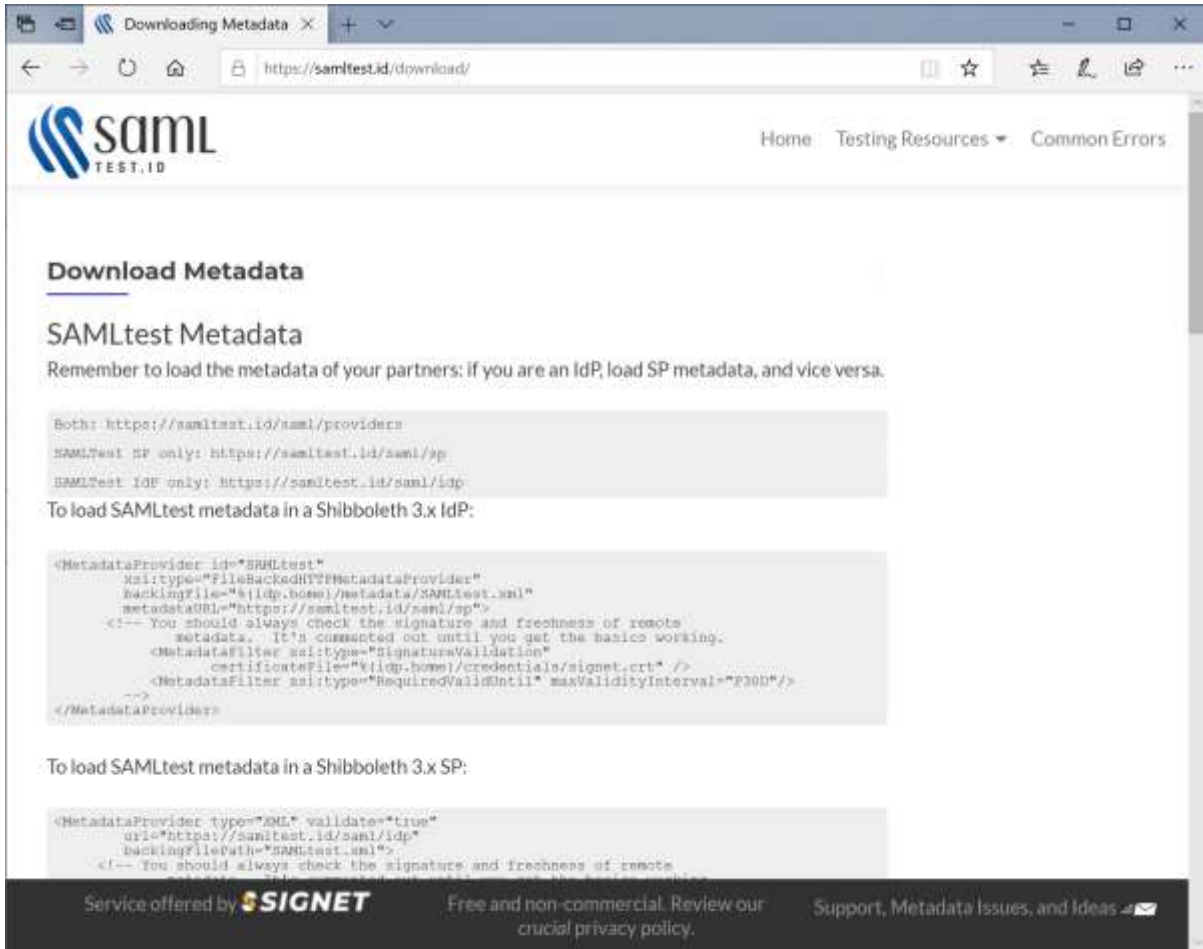 Downloading Metadata
https://samltest.id/download/
saml
TEST.ID
Home Testing Resources Common Errors
Download Metadata
SAMLtest Metadata
Remember to load the metadata of your partners: if you are an IdP, load SP metadata, and vice versa.
Both: https://samltest.id/saml/providers
SAMLTest SP only: https://samltest.id/saml/sp
SAMLTest IdP only: https://samltest.id/saml/idp
To load SAMLtest metadata in a Shibboleth 3.x IdP:
<MetadataProvider id="SAMLtest"
xsi:type="FileBackedHTTPMetadataProvider"
backingFile="%{idp.home}/metadata/SAMLtest.xml"
metadataURL="https://samltest.id/saml/sp">
<!-- You should always check the signature and freshness of remote
metadata. It's commented out until you get the basics working.
<MetadataFilter xsi:type="SignatureValidation"
certificateFile="%{idp.home}/credentials/signet.crt" />
<MetadataFilter xsi:type="RequiredValidUntil" maxValidityInterval="P30D"/>
-->
</MetadataProvider>
To load SAMLtest metadata in a Shibboleth 3.x SP:
<MetadataProvider type="XML" validate="true"
url="https://samltest.id/saml/idp"
backingFilePath="SAMLtest.xml">
<!-- You should always check the signature and freshness of remote
Service offered by SIGNET
Free and non-commercial. Review our
crucial privacy policy.
Support, Metadata Issues, and Ideas